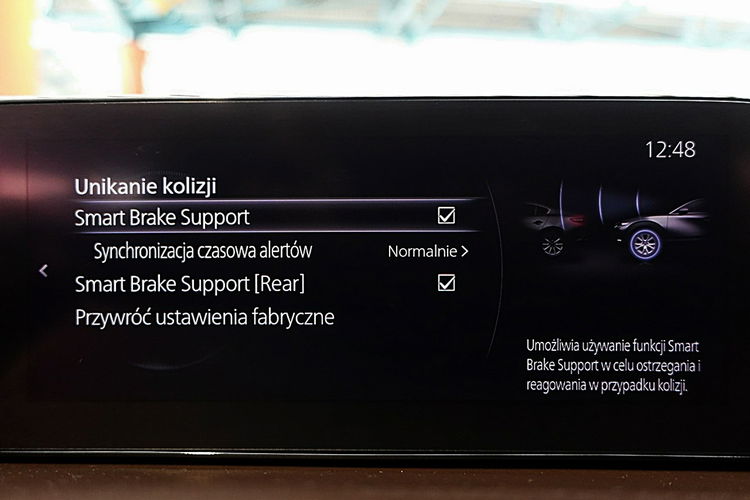 12:48
Unikanie kolizji
Smart Brake Support
Synchronizacja czasowa alertów Normalnie >
Smart Brake Support [Rear]
Przywróć ustawienia fabryczne
Umożliwia używanie funkcji Smart
Brake Support w celu ostrzegania i
reagowania w przypadku kolizji.